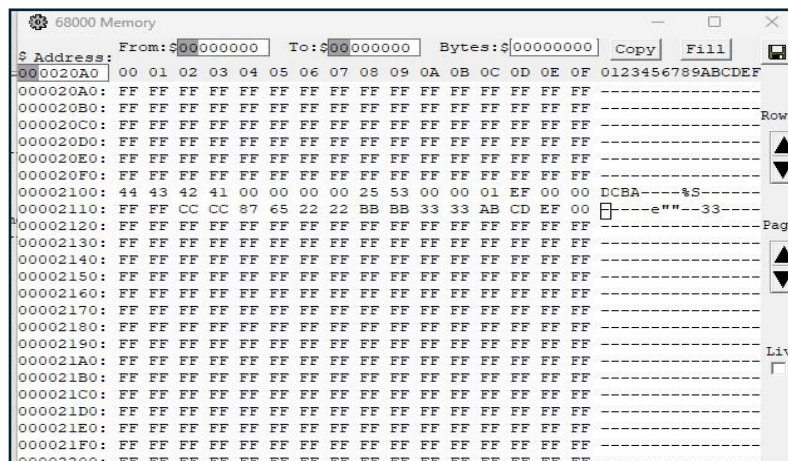 68000 Memory
From:$00000000 To:$00000000 Bytes:$00000000 Copy Fill
$ Address:
000020A0 00 01 02 03 04 05 06 07 08 09 0A 0B 0C 0D 0E 0F 0123456789ABCDEF
000020A0: FF FF FF FF FF FF FF FF FF FF FF FF FF FF FF FF ----------------
000020B0: FF FF FF FF FF FF FF FF FF FF FF FF FF FF FF FF ----------------
Row
000020C0: FF FF FF FF FF FF FF FF FF FF FF FF FF FF FF FF ----------------
000020D0: FF FF FF FF FF FF FF FF FF FF FF FF FF FF FF FF ----------------
000020E0: FF FF FF FF FF FF FF FF FF FF FF FF FF FF FF FF ----------------
000020F0: FF FF FF FF FF FF FF FF FF FF FF FF FF FF FF FF ----------------
00002100: 44 43 42 41 00 00 00 00 25 53 00 00 01 EF 00 00 DCBA----%S------
00002110: FF FF CC CC 87 65 22 22 BB BB 33 33 AB CD EF 00 -----e""--33----
00002120: FF FF FF FF FF FF FF FF FF FF FF FF FF FF FF FF ----------------
Pag
00002130: FF FF FF FF FF FF FF FF FF FF FF FF FF FF FF FF ----------------
00002140: FF FF FF FF FF FF FF FF FF FF FF FF FF FF FF FF ----------------
00002150: FF FF FF FF FF FF FF FF FF FF FF FF FF FF FF FF ----------------
00002160: FF FF FF FF FF FF FF FF FF FF FF FF FF FF FF FF ----------------
00002170: FF FF FF FF FF FF FF FF FF FF FF FF FF FF FF FF ----------------
00002180: FF FF FF FF FF FF FF FF FF FF FF FF FF FF FF FF ----------------
00002190: FF FF FF FF FF FF FF FF FF FF FF FF FF FF FF FF ----------------
000021A0: FF FF FF FF FF FF FF FF FF FF FF FF FF FF FF FF ----------------
Liv
000021B0: FF FF FF FF FF FF FF FF FF FF FF FF FF FF FF FF ----------------
000021C0: FF FF FF FF FF FF FF FF FF FF FF FF FF FF FF FF ----------------
000021D0: FF FF FF FF FF FF FF FF FF FF FF FF FF FF FF FF ----------------
000021E0: FF FF FF FF FF FF FF FF FF FF FF FF FF FF FF FF ----------------
000021F0: FF FF FF FF FF FF FF FF FF FF FF FF FF FF FF FF ----------------